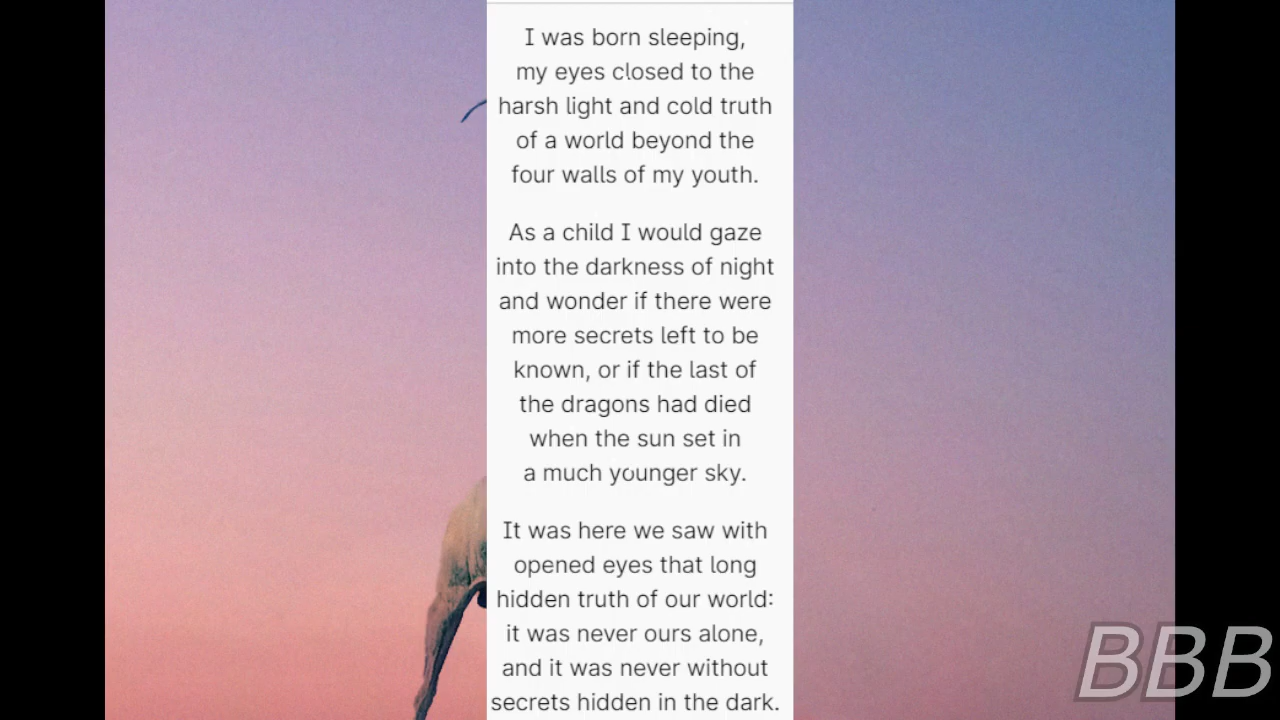 I was born sleeping,
my eyes closed to the
harsh light and cold truth
of a world beyond the
four walls of my youth.
As a child I would gaze
into the darkness of night
and wonder if there were
more secrets left to be
known, or if the last of
the dragons had died
when the sun set in
a much younger sky.
It was here we saw with
opened eyes that long
hidden truth of our world:
it was never ours alone,
and it was never without
secrets hidden in the dark.
BBB